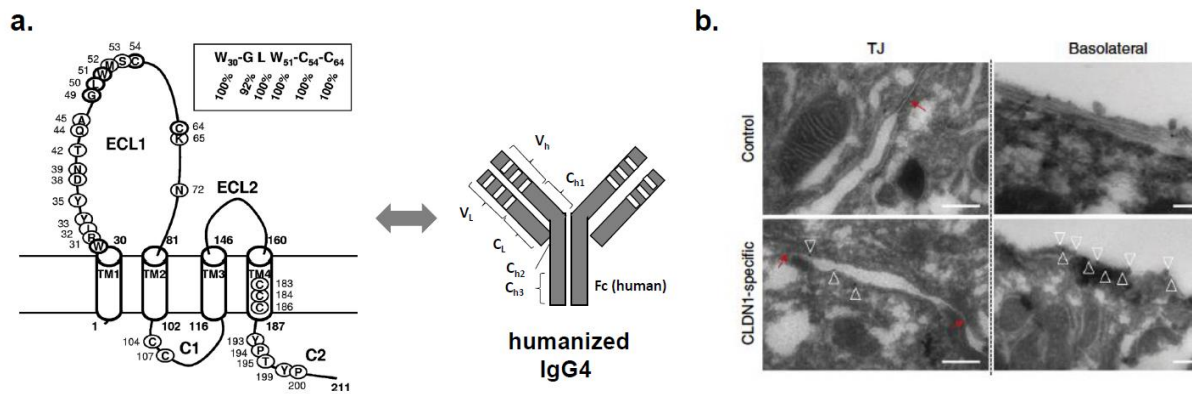 a.
53 54
52
51
50
49
M S C
W
L
G
W₃₀-G L W₅₁-C₅₄-C₆₄
100% 92% 100% 100% 100% 100%
45 A
44 Q
42 T
39 N
38 D
35 Y
33 Y
32 I
31 R
W
ECL1
C 64
K 65
N 72
ECL2
30 81 146 160
TM1 TM2 TM3 TM4
C 183
C 184
C 186
1 102 116 187
104 C
107 C
C1
193 Y
194 P
195 T
199 Y P
200
C2
211
Vh
Ch1
VL
CL
Ch2
Ch3
Fc (human)
humanized
IgG4
b.
TJ Basolateral
Control
CLDN1-specific